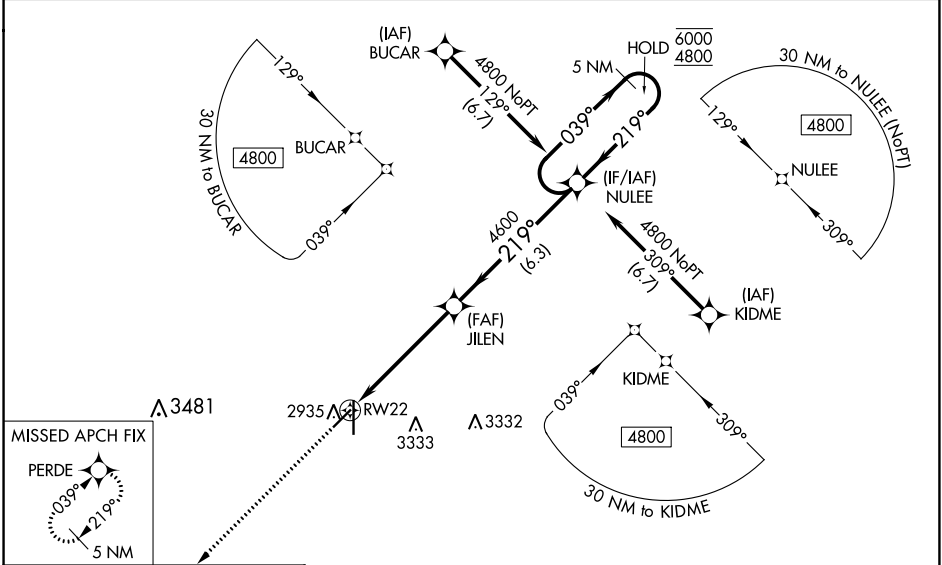 (IAF)
BUCAR
4800 NoPT
129°
(6.7)
HOLD
6000
4800
5 NM
039°
219°
30 NM to NULEE (NoPT)
129°
4800
NULEE
309°
129°
BUCAR
4800
30 NM to BUCAR
039°
(IF/IAF)
NULEE
4600
219°
(6.3)
4800 NoPT
309°
(6.7)
(IAF)
KIDME
(FAF)
JILEN
KIDME
039°
309°
4800
30 NM to KIDME
3481
2935
RW22
3333
3332
MISSED APCH FIX
PERDE
039°
219°
5 NM